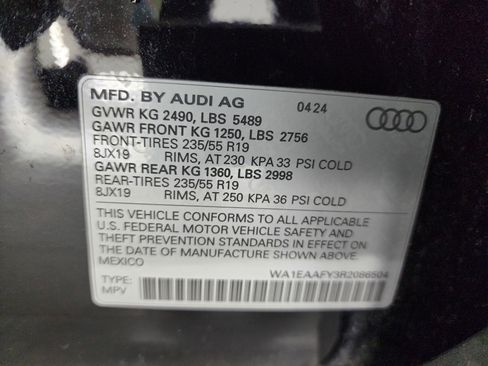 MFD. BY AUDI AG 0424
GVWR KG 2490, LBS 5489
GAWR FRONT KG 1250, LBS 2756
FRONT-TIRES 235/55 R19
8JX19 RIMS, AT 230 KPA 33 PSI COLD
GAWR REAR KG 1360, LBS 2998
REAR-TIRES 235/55 R19
8JX19 RIMS, AT 250 KPA 36 PSI COLD
THIS VEHICLE CONFORMS TO ALL APPLICABLE
U.S. FEDERAL MOTOR VEHICLE SAFETY AND
THEFT PREVENTION STANDARDS IN EFFECT ON
THE DATE OF MANUFACTURE SHOWN ABOVE
MEXICO
WA1EAAFY3R2086504
TYPE:
MPV